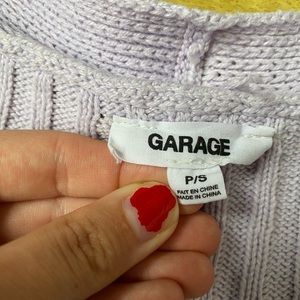 GARAGE
P/S
FAIT EN CHINE
MADE IN CHINA